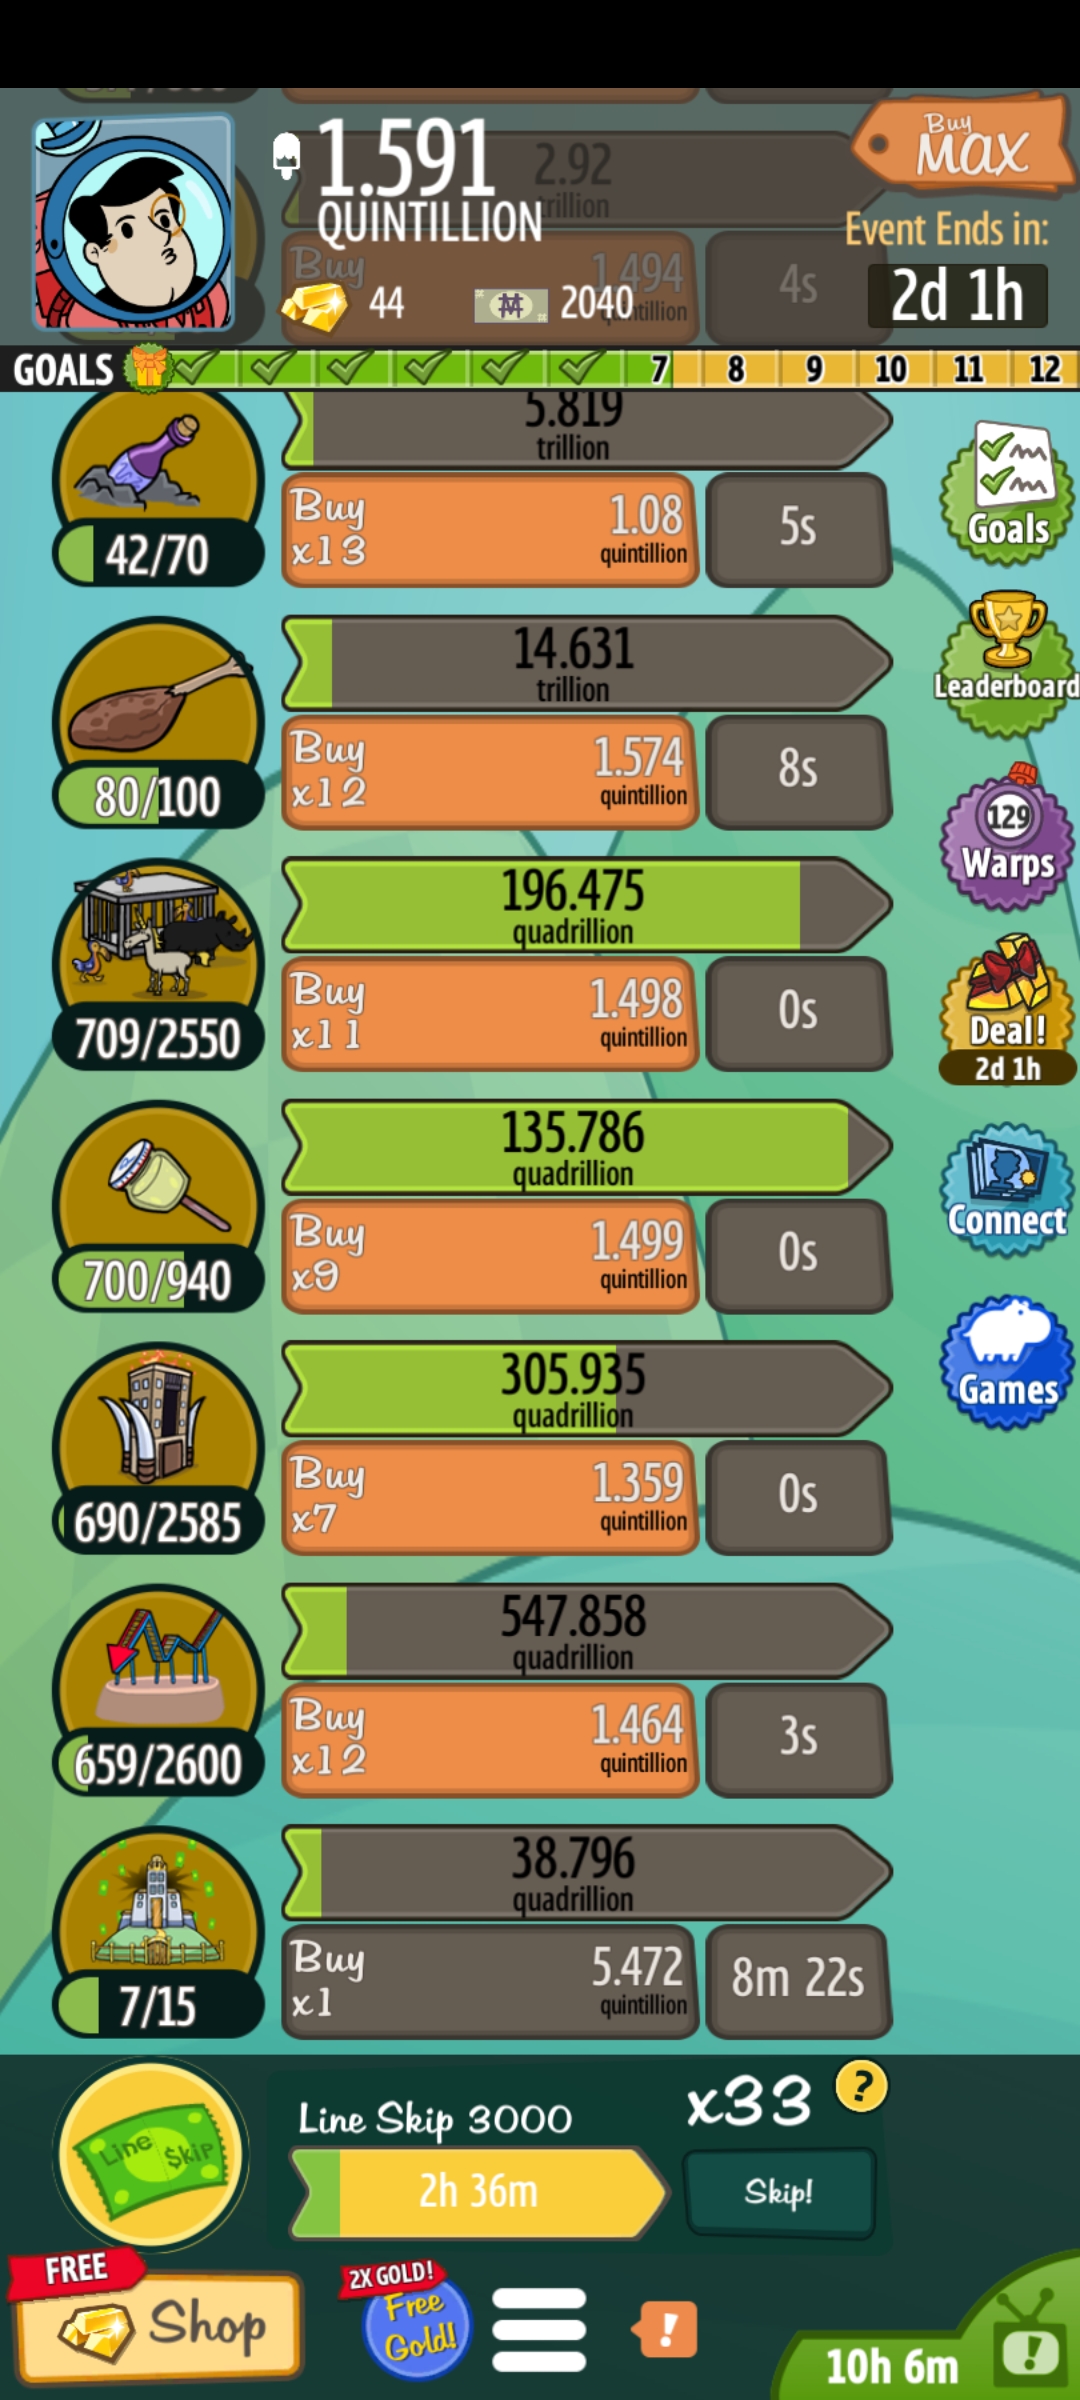 1.591
QUINTILLION
2.92
trillion
Buy
MAX
Event Ends in:
2d 1h
Buy
1.494
4s
44
2040
GOALS
7
8
9
10
11
12
5.819
trillion
Buy
x13
1.08
quintillion
5s
42/70
Goals
14.631
trillion
Buy
x12
1.574
quintillion
8s
80/100
Leaderboard
196.475
quadrillion
Buy
x11
1.498
quintillion
0s
709/2550
129
Warps
Deal!
2d 1h
135.786
quadrillion
Buy
x9
1.499
quintillion
0s
700/940
Connect
305.935
quadrillion
Buy
x7
1.359
quintillion
0s
690/2585
Games
547.858
quadrillion
Buy
x12
1.464
quintillion
3s
659/2600
38.796
quadrillion
Buy
x1
5.472
quintillion
8m 22s
7/15
Line $kip
Line Skip 3000
2h 36m
x33
?
Skip!
FREE
Shop
2X GOLD!
Free
Gold!
!
10h 6m
!